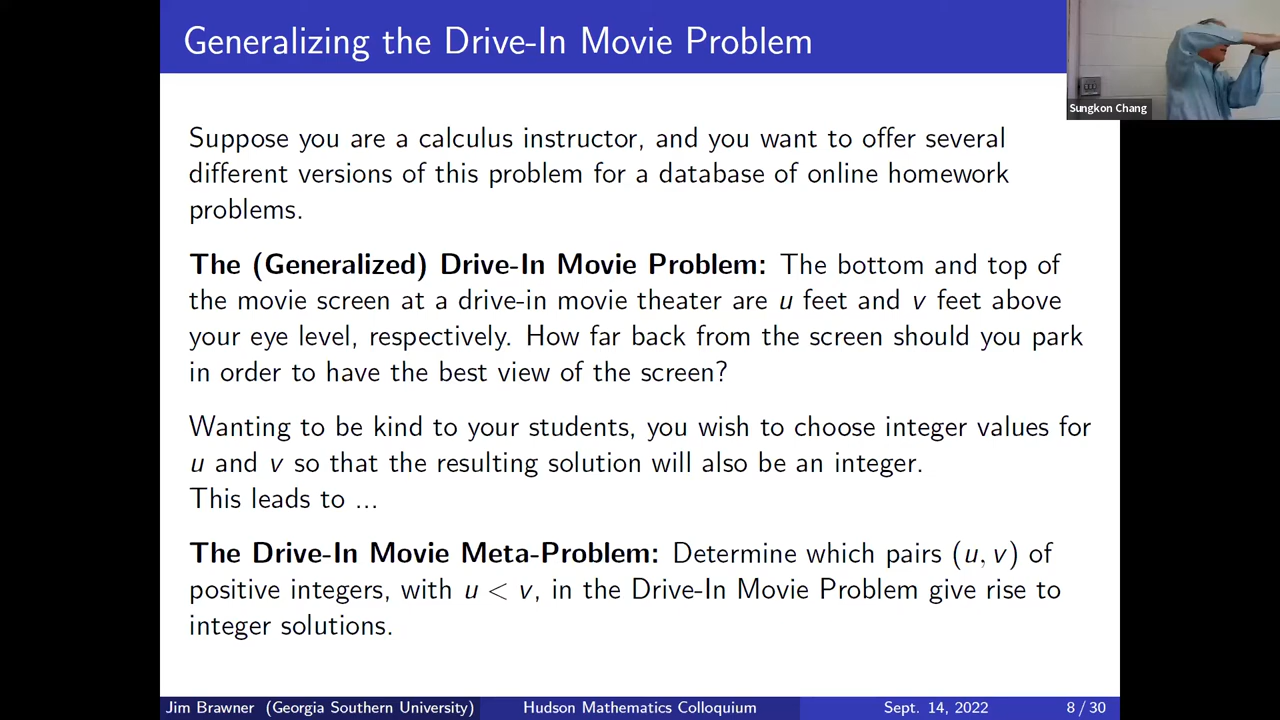 Generalizing the Drive-In Movie Problem
Sungkon Chang
Suppose you are a calculus instructor, and you want to offer several
different versions of this problem for a database of online homework
problems.
The (Generalized) Drive-In Movie Problem: The bottom and top of
the movie screen at a drive-in movie theater are u feet and v feet above
your eye level, respectively. How far back from the screen should you park
in order to have the best view of the screen?
Wanting to be kind to your students, you wish to choose integer values for
u and v so that the resulting solution will also be an integer.
This leads to ...
The Drive-In Movie Meta-Problem: Determine which pairs (u, v) of
positive integers, with u < v, in the Drive-In Movie Problem give rise to
integer solutions.
Jim Brawner (Georgia Southern University) Hudson Mathematics Colloquium Sept. 14, 2022 8 / 30